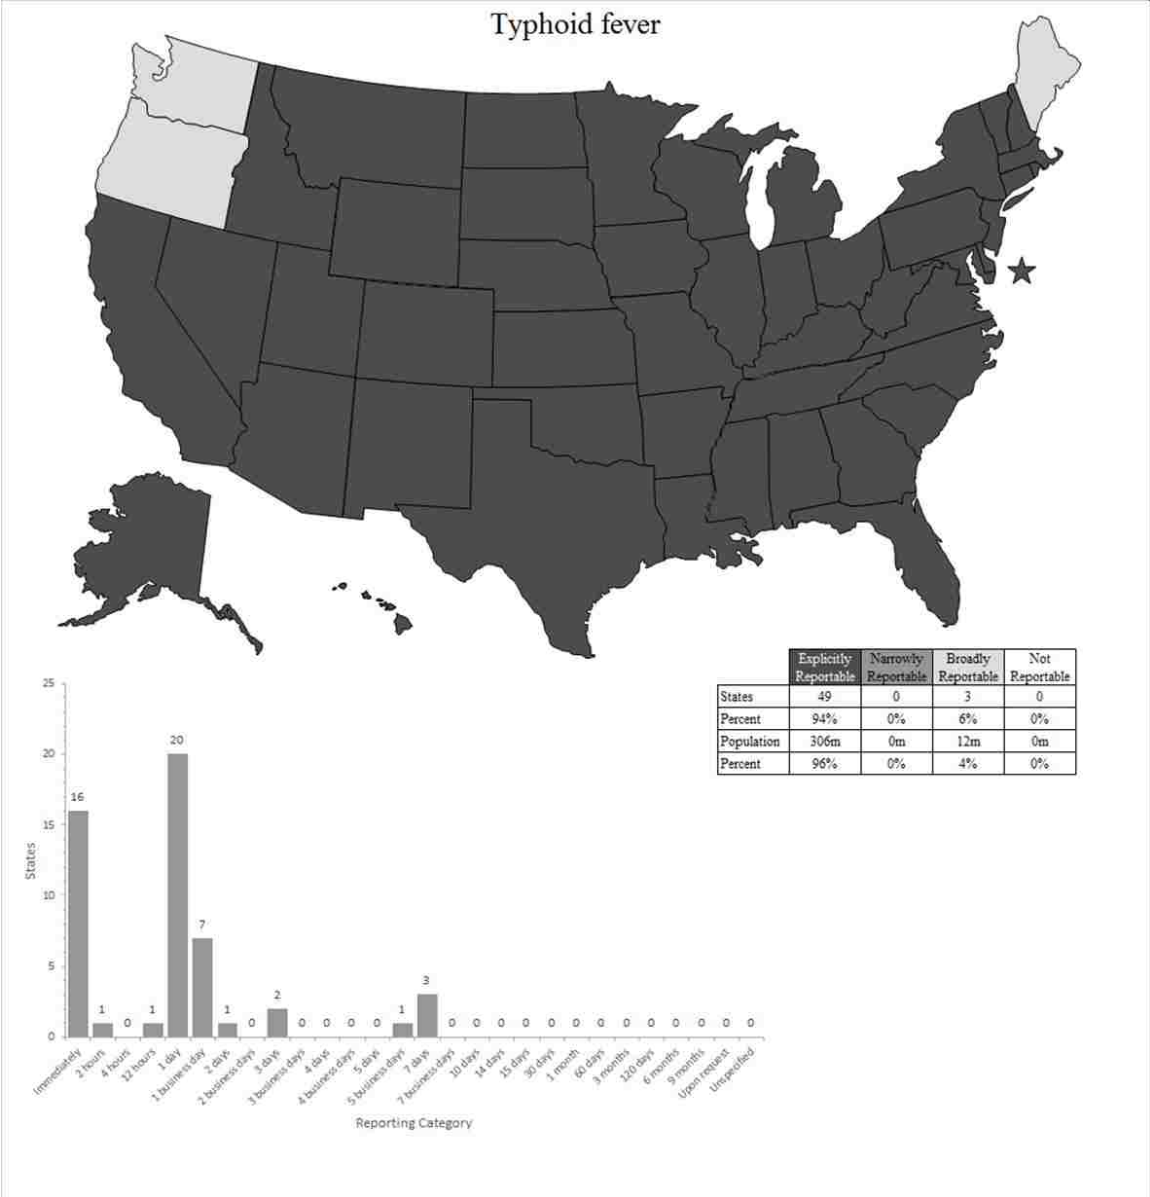 Typhoid fever
Explicitly Reportable Narrowly Reportable Broadly Reportable Not Reportable
States 49 0 3 0
Percent 94% 0% 6% 0%
Population 306m 0m 12m 0m
Percent 96% 0% 4% 0%
25
20
15
10
5
0
States
16 1 0 1 20 7 1 0 2 0 0 0 0 1 3 0 0 0 0 0 0 0 0 0 0 0 0 0
Immediately
2 hours
4 hours
12 hours
1 day
1 business day
2 days
2 business days
3 days
3 business days
4 days
4 business days
5 days
5 business days
7 days
7 business days
10 days
14 days
15 days
30 days
1 month
60 days
3 months
120 days
6 months
9 months
Upon request
Unspecified
Reporting Category